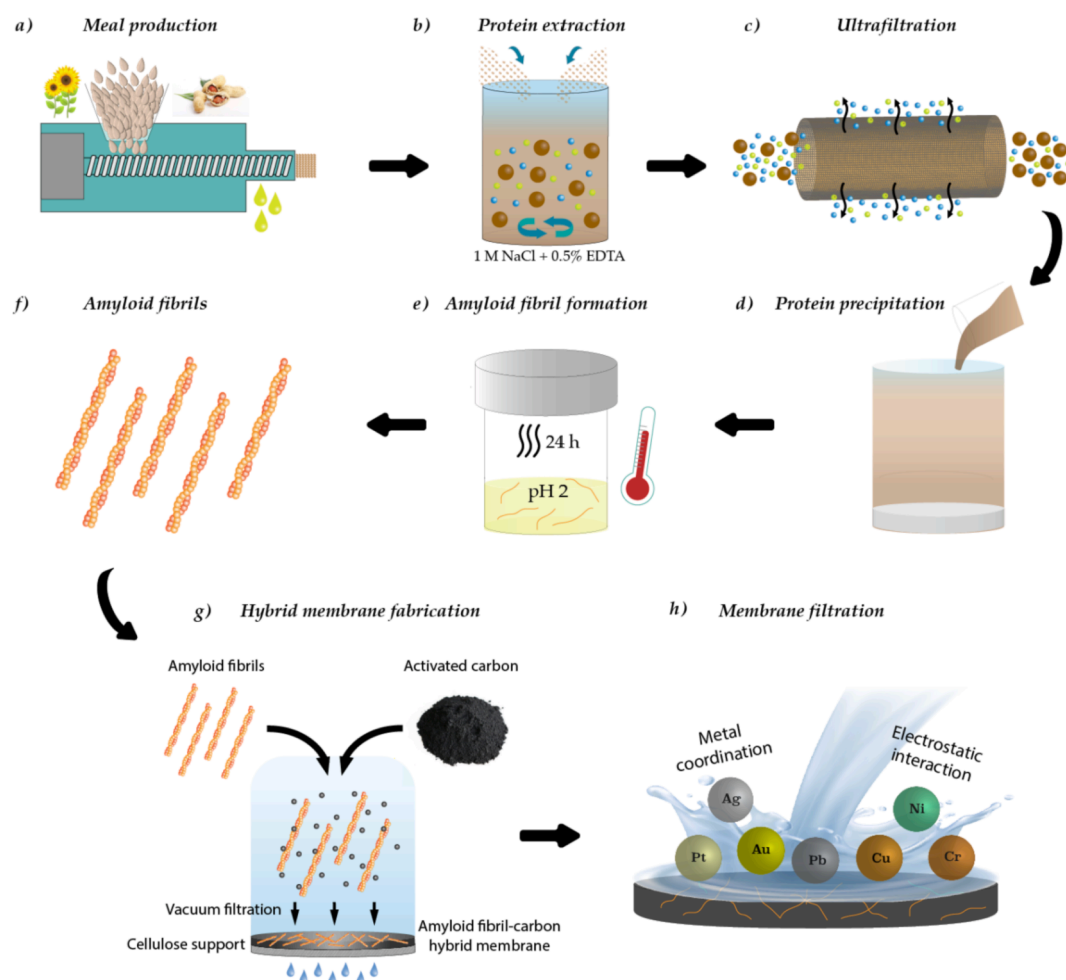 a) Meal production
b) Protein extraction
c) Ultrafiltration
1 M NaCl + 0.5% EDTA
f) Amyloid fibrils
e) Amyloid fibril formation
d) Protein precipitation
24 h
pH 2
g) Hybrid membrane fabrication
h) Membrane filtration
Amyloid fibrils
Activated carbon
Vacuum filtration
Cellulose support
Amyloid fibril-carbon
hybrid membrane
Metal
coordination
Electrostatic
interaction
Ag
Ni
Pt
Au
Pb
Cu
Cr